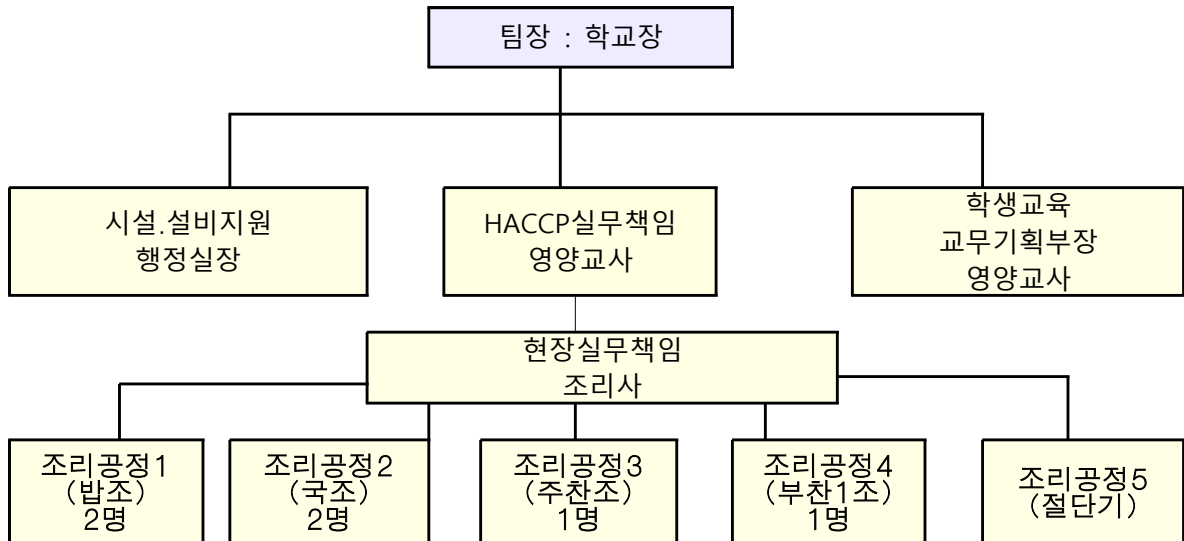 팀장 : 학교장
시설.설비지원
행정실장
HACCP실무책임
영양교사
학생교육
교무기획부장
영양교사
현장실무책임
조리사
조리공정1
(밥조)
2명
조리공정2
(국조)
2명
조리공정3
(주찬조)
1명
조리공정4
(부찬1조)
1명
조리공정5
(절단기)